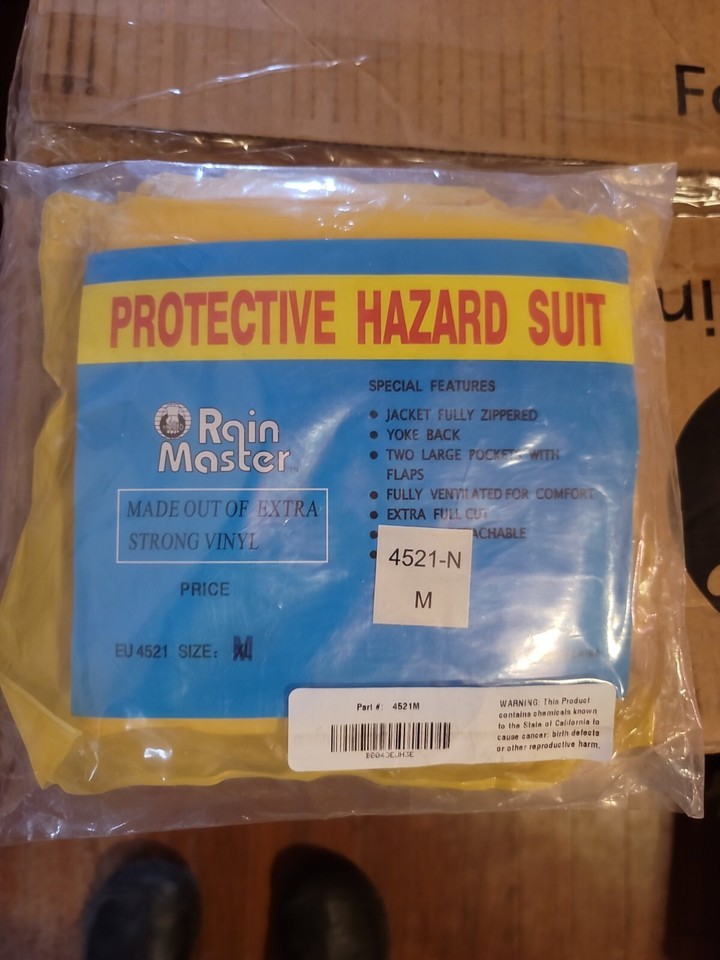 PROTECTIVE HAZARD SUIT
Rain
Master
MADE OUT OF EXTRA
STRONG VINYL
PRICE
EU 4521 SIZE: M
SPECIAL FEATURES
• JACKET FULLY ZIPPERED
• YOKE BACK
• TWO LARGE POCKETS WITH
FLAPS
• FULLY VENTILATED FOR COMFORT
• EXTRA FULL CUT
4521-N
M
Part #: 4521M
WARNING: This Product
contains chemicals known
to the State of California to
cause cancer: birth defects
or other reproductive harm.